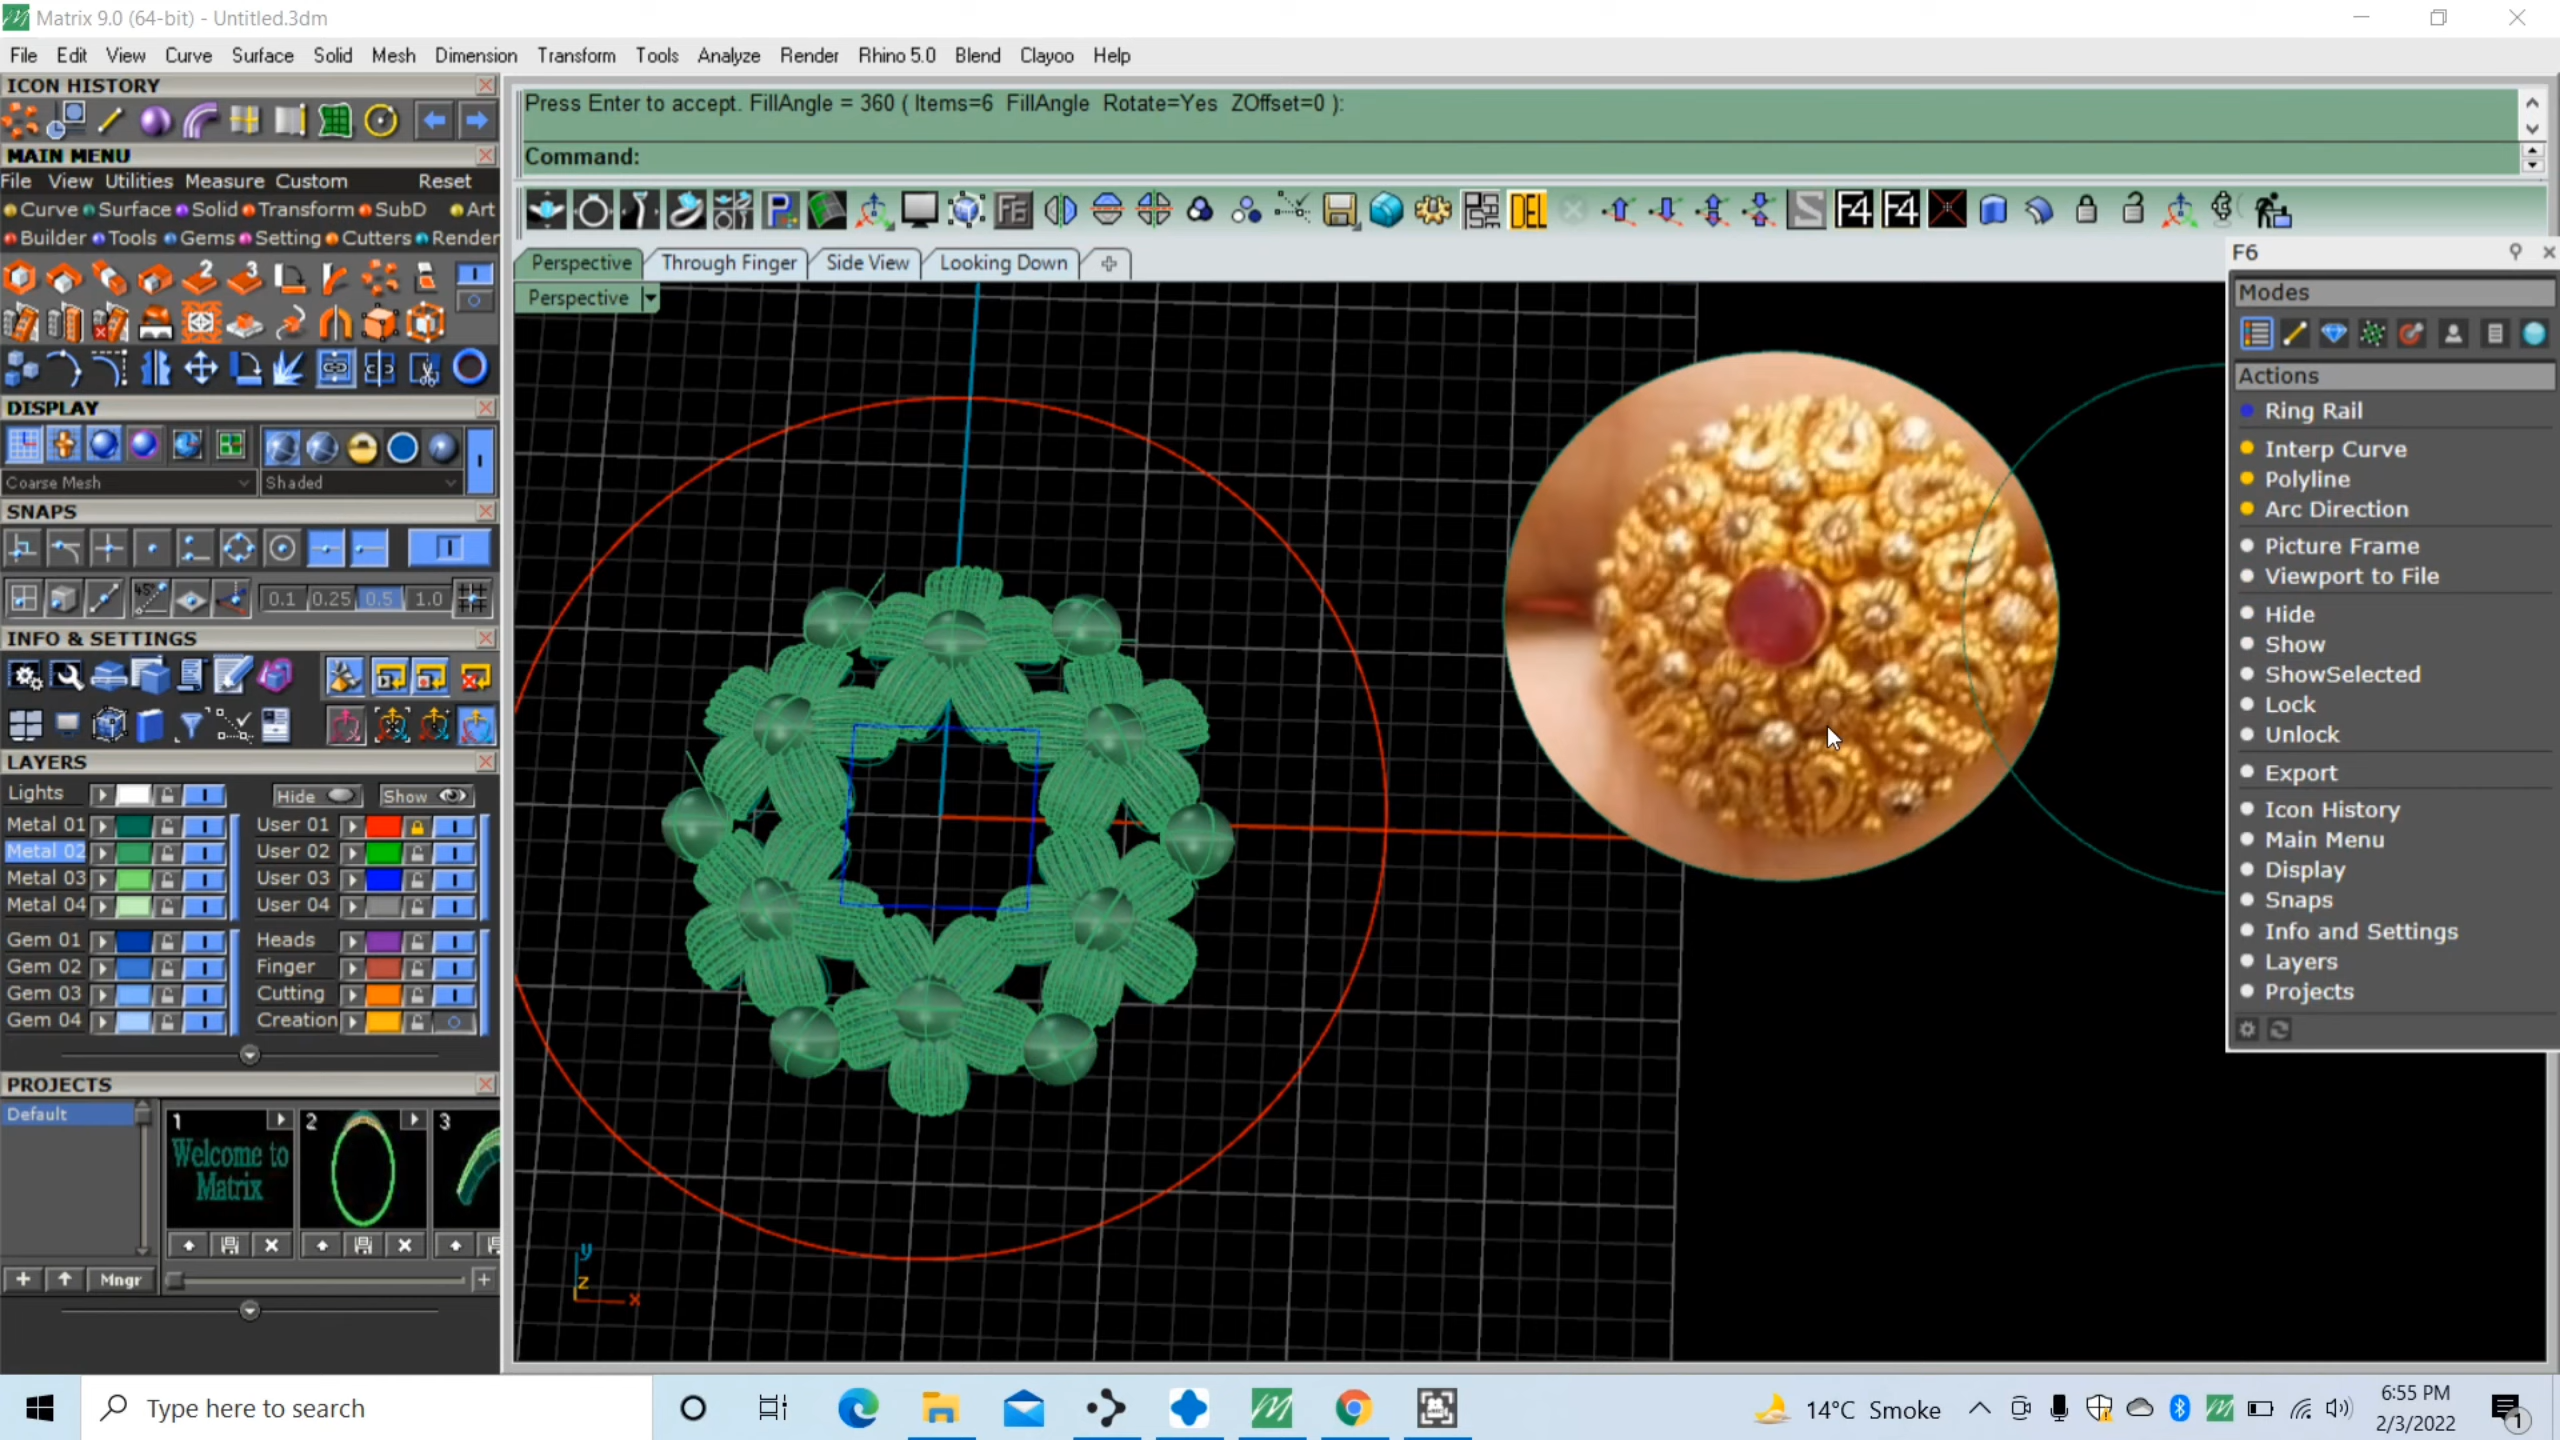 Matrix 9.0 (64-bit) - Untitled.3dm
File Edit View Curve Surface Solid Mesh Dimension Transform Tools Analyze Render Rhino 5.0 Blend Clayoo Help
ICON HISTORY
MAIN MENU
File View Utilities Measure Custom Reset
Curve Surface Solid Transform SubD Art
Builder Tools Gems Setting Cutters Render
2 3
DISPLAY
Coarse Mesh Shaded
SNAPS
45° 0.1 0.25 0.5 1.0
INFO & SETTINGS
LAYERS
Lights Hide Show
Metal 01 User 01
Metal 02 User 02
Metal 03 User 03
Metal 04 User 04
Gem 01 Heads
Gem 02 Finger
Gem 03 Cutting
Gem 04 Creation
PROJECTS
Default
1 2 3
Welcome to
Matrix
Mngr
Press Enter to accept. FillAngle = 360 ( Items=6 FillAngle Rotate=Yes ZOffset=0 ):
Command:
F6 DEL S F4 F4
Perspective Through Finger Side View Looking Down
Perspective
y
z
x
F6
Modes
Actions
Ring Rail
Interp Curve
Polyline
Arc Direction
Picture Frame
Viewport to File
Hide
Show
ShowSelected
Lock
Unlock
Export
Icon History
Main Menu
Display
Snaps
Info and Settings
Layers
Projects
Type here to search
14°C Smoke
6:55 PM
2/3/2022
1